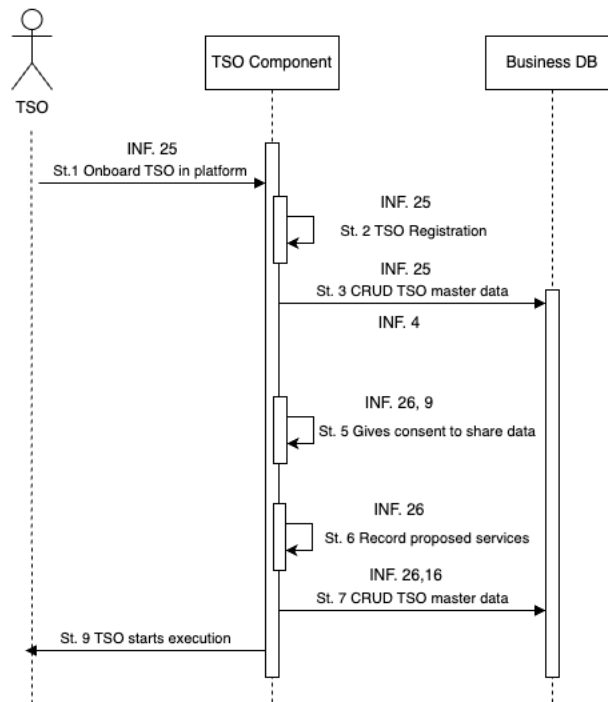 TSO Component
Business DB
TSO
INF. 25
St.1 Onboard TSO in platform
INF. 25
St. 2 TSO Registration
INF. 25
St. 3 CRUD TSO master data
INF. 4
INF. 26, 9
St. 5 Gives consent to share data
INF. 26
St. 6 Record proposed services
INF. 26,16
St. 7 CRUD TSO master data
St. 9 TSO starts execution